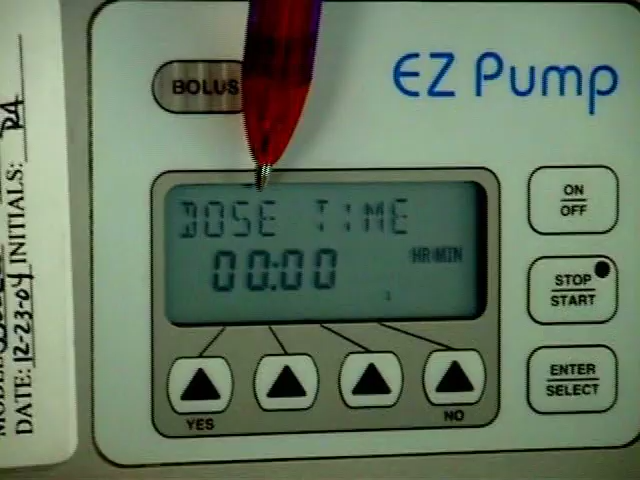 EZ Pump
BOLUS
DOSE TIME
00:00 HR:MIN
YES
NO
ON
OFF
STOP
START
ENTER
SELECT
INITIALS:
DATE: 12-23-04